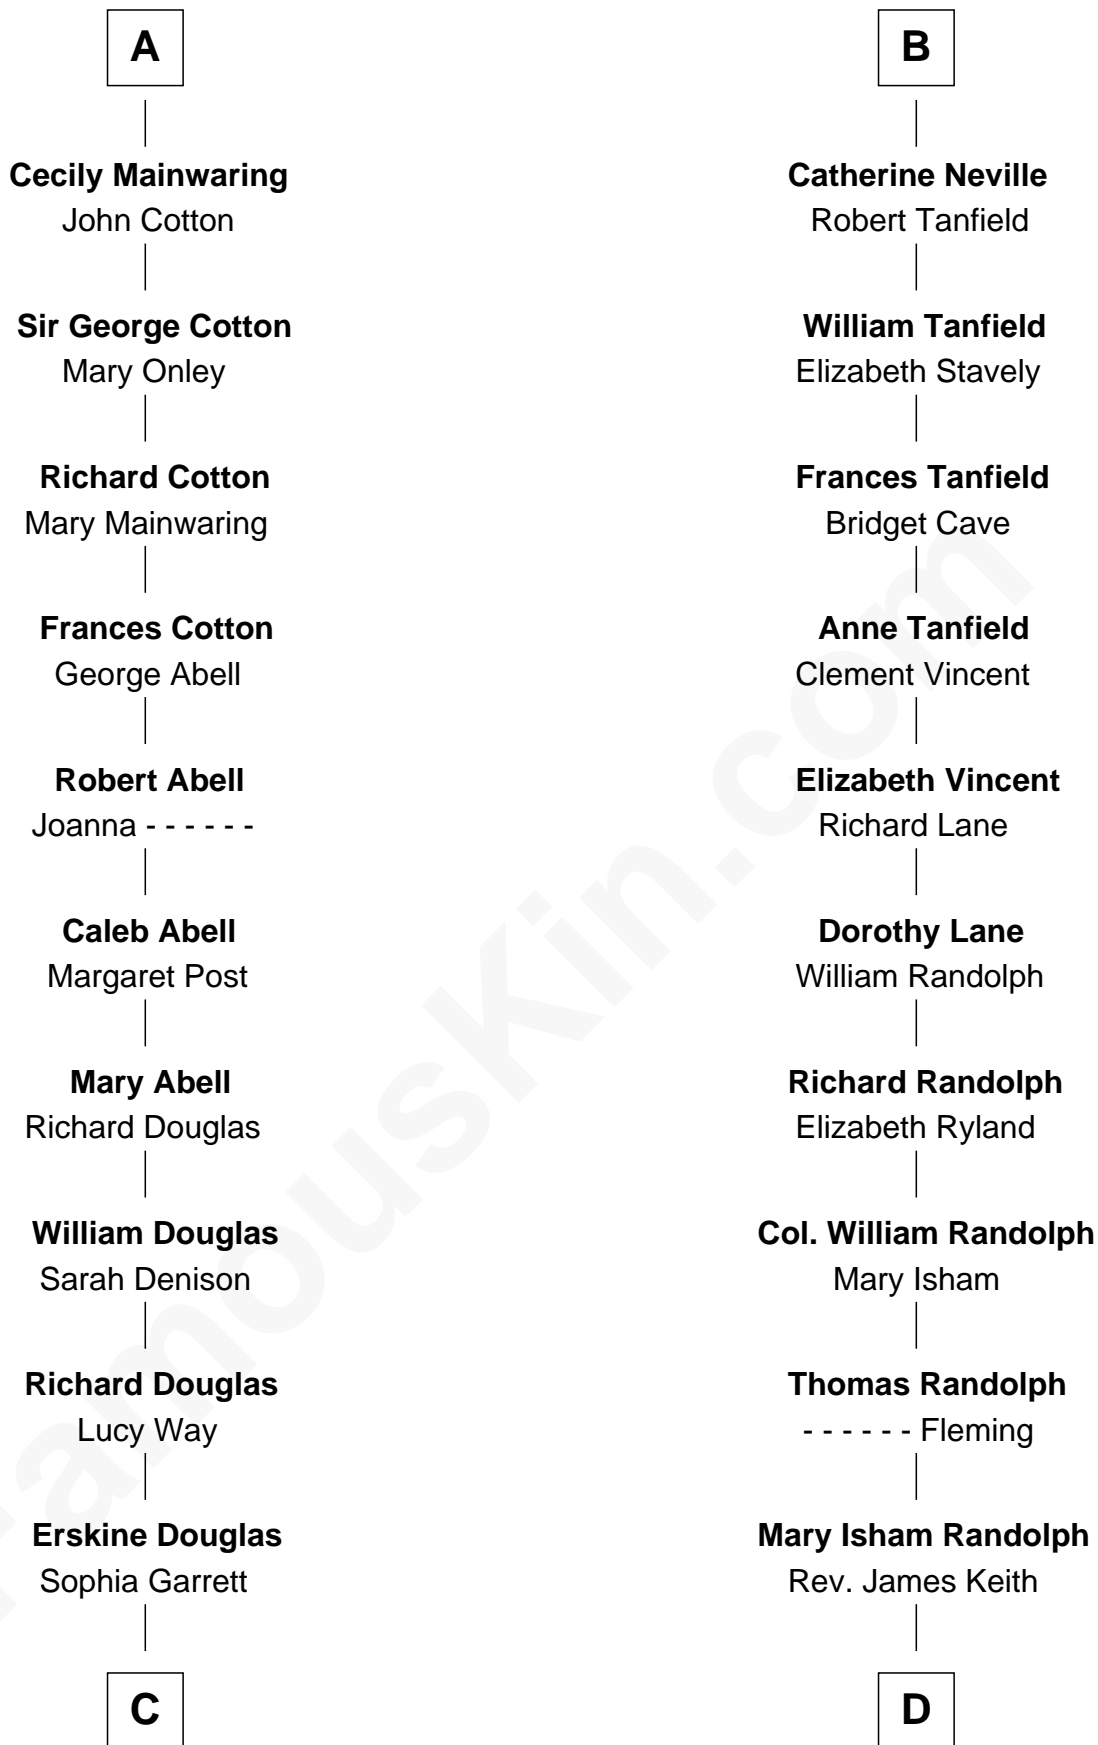 A
Cecily Mainwaring
John Cotton
Sir George Cotton
Mary Onley
Richard Cotton
Mary Mainwaring
Frances Cotton
George Abell
Robert Abell
Joanna - - - - - -
Caleb Abell
Margaret Post
Mary Abell
Richard Douglas
William Douglas
Sarah Denison
Richard Douglas
Lucy Way
Erskine Douglas
Sophia Garrett
C
B
Catherine Neville
Robert Tanfield
William Tanfield
Elizabeth Stavely
Frances Tanfield
Bridget Cave
Anne Tanfield
Clement Vincent
Elizabeth Vincent
Richard Lane
Dorothy Lane
William Randolph
Richard Randolph
Elizabeth Ryland
Col. William Randolph
Mary Isham
Thomas Randolph
- - - - - - Fleming
Mary Isham Randolph
Rev. James Keith
D
FamousKin.com